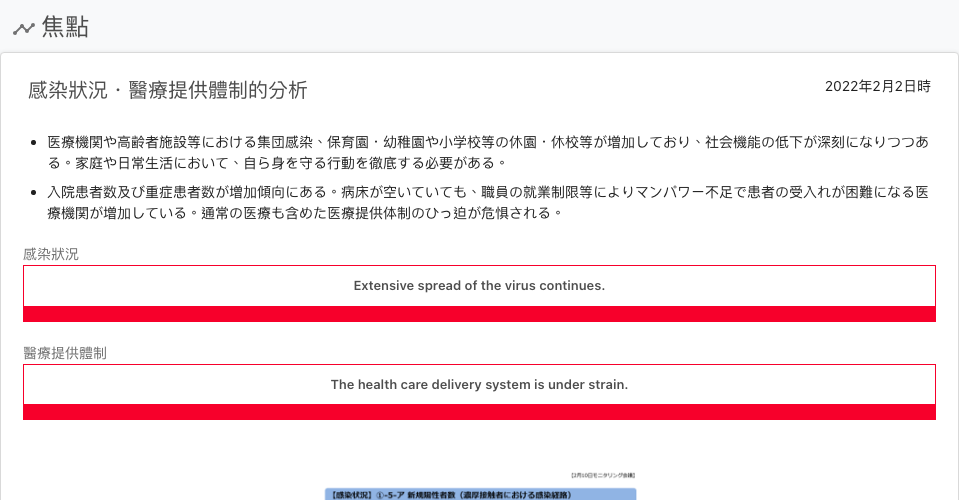 焦點
感染狀況・醫療提供體制的分析
2022年2月2日時
医療機関や高齢者施設等における集団感染、保育園・幼稚園や小学校等の休園・休校等が増加しており、社会機能の低下が深刻になりつつあ
る。家庭や日常生活において、自ら身を守る行動を徹底する必要がある。
入院患者数及び重症患者数が増加傾向にある。病床が空いていても、職員の就業制限等によりマンパワー不足で患者の受入れが困難になる医
療機関が増加している。通常の医療も含めた医療提供体制のひっ迫が危惧される。
感染狀況
Extensive spread of the virus continues.
醫療提供體制
The health care delivery system is under strain.
【2月10日モニタリング会議】
【感染状況】①-5-ア 新規陽性者数（濃厚接触者における感染経路）